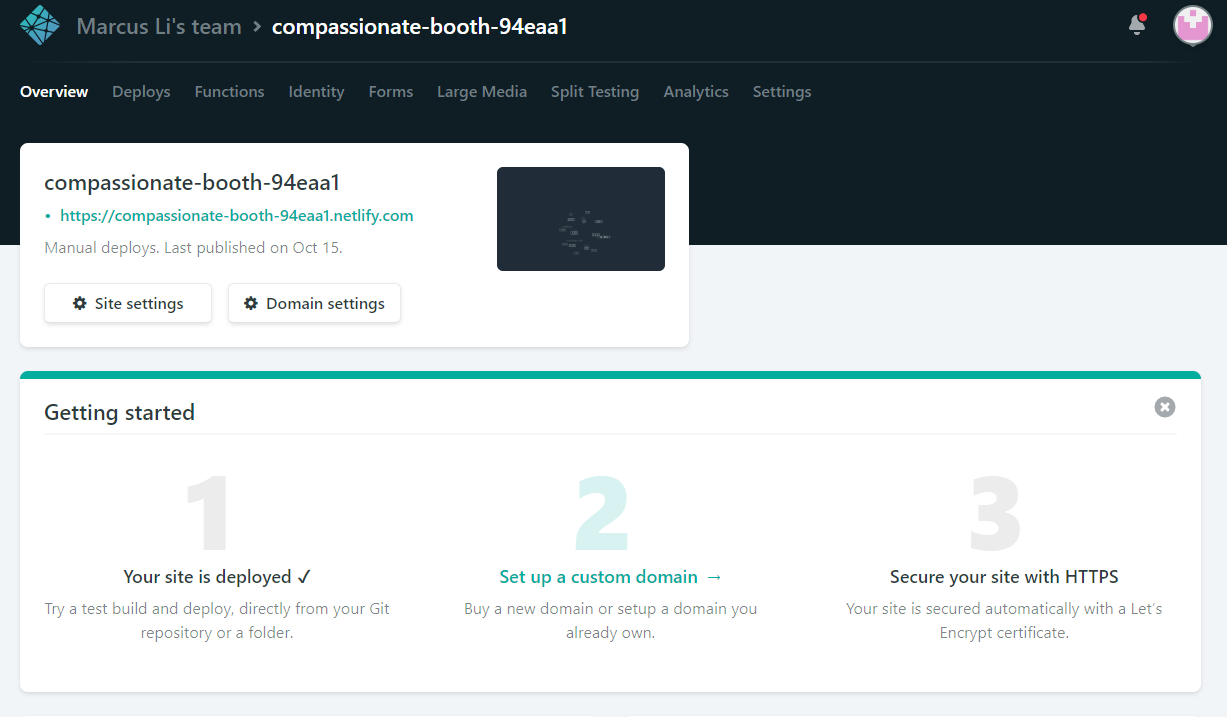 Marcus Li's team > compassionate-booth-94eaa1
Overview Deploys Functions Identity Forms Large Media Split Testing Analytics Settings
compassionate-booth-94eaa1
• https://compassionate-booth-94eaa1.netlify.com
Manual deploys. Last published on Oct 15.
Site settings Domain settings
Getting started
1
Your site is deployed ✓
Try a test build and deploy, directly from your Git
repository or a folder.
2
Set up a custom domain →
Buy a new domain or setup a domain you
already own.
3
Secure your site with HTTPS
Your site is secured automatically with a Let's
Encrypt certificate.